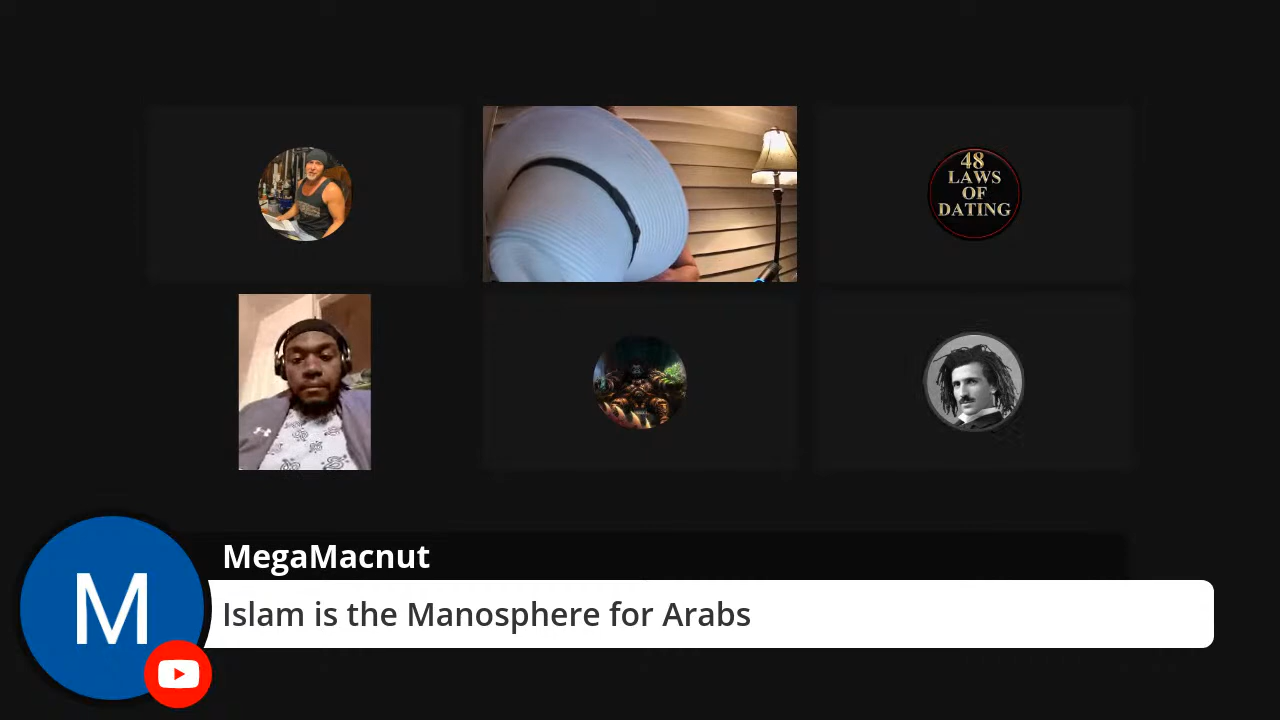 48
LAWS
OF
DATING
M
MegaMacnut
Islam is the Manosphere for Arabs